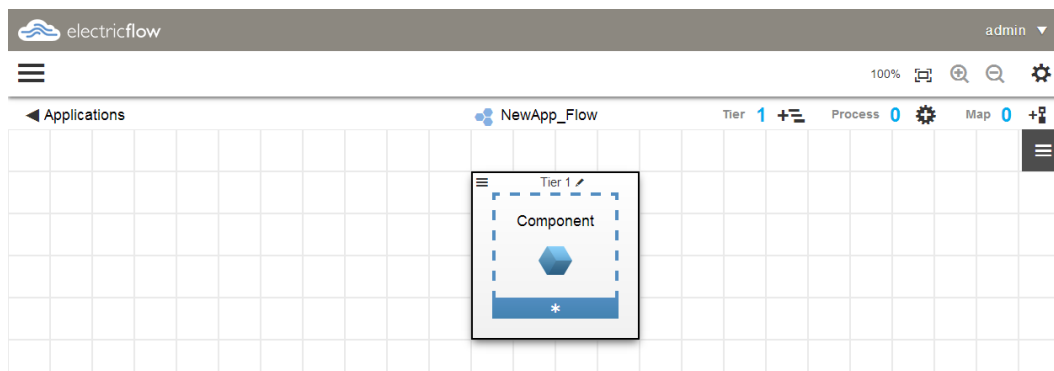 electricflow
admin
100%
Applications
NewApp_Flow
Tier 1
Process 0
Map 0
Tier 1
Component
*